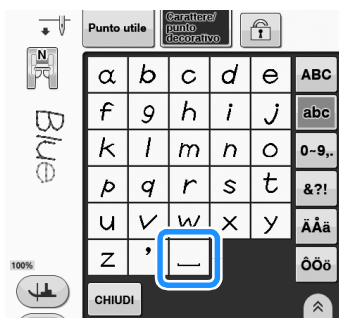 Punto utile
Carattere/
punto
decorativo
N
Blue
a b c d e
f g h i j
k l m n o
p q r s t
u v w x y
z ' ⎵
ABC
abc
0-9,.
&?!
ÄÅä
ÔÖö
100%
CHIUDI